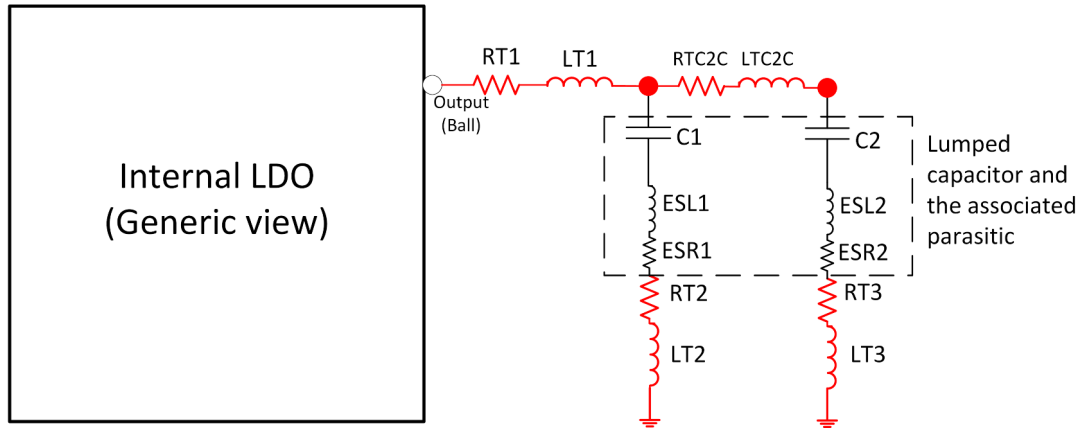 Internal LDO
(Generic view)
Output
(Ball)
RT1
LT1
RTC2C
LTC2C
C1
C2
ESL1
ESL2
ESR1
ESR2
RT2
RT3
LT2
LT3
Lumped
capacitor and
the associated
parasitic